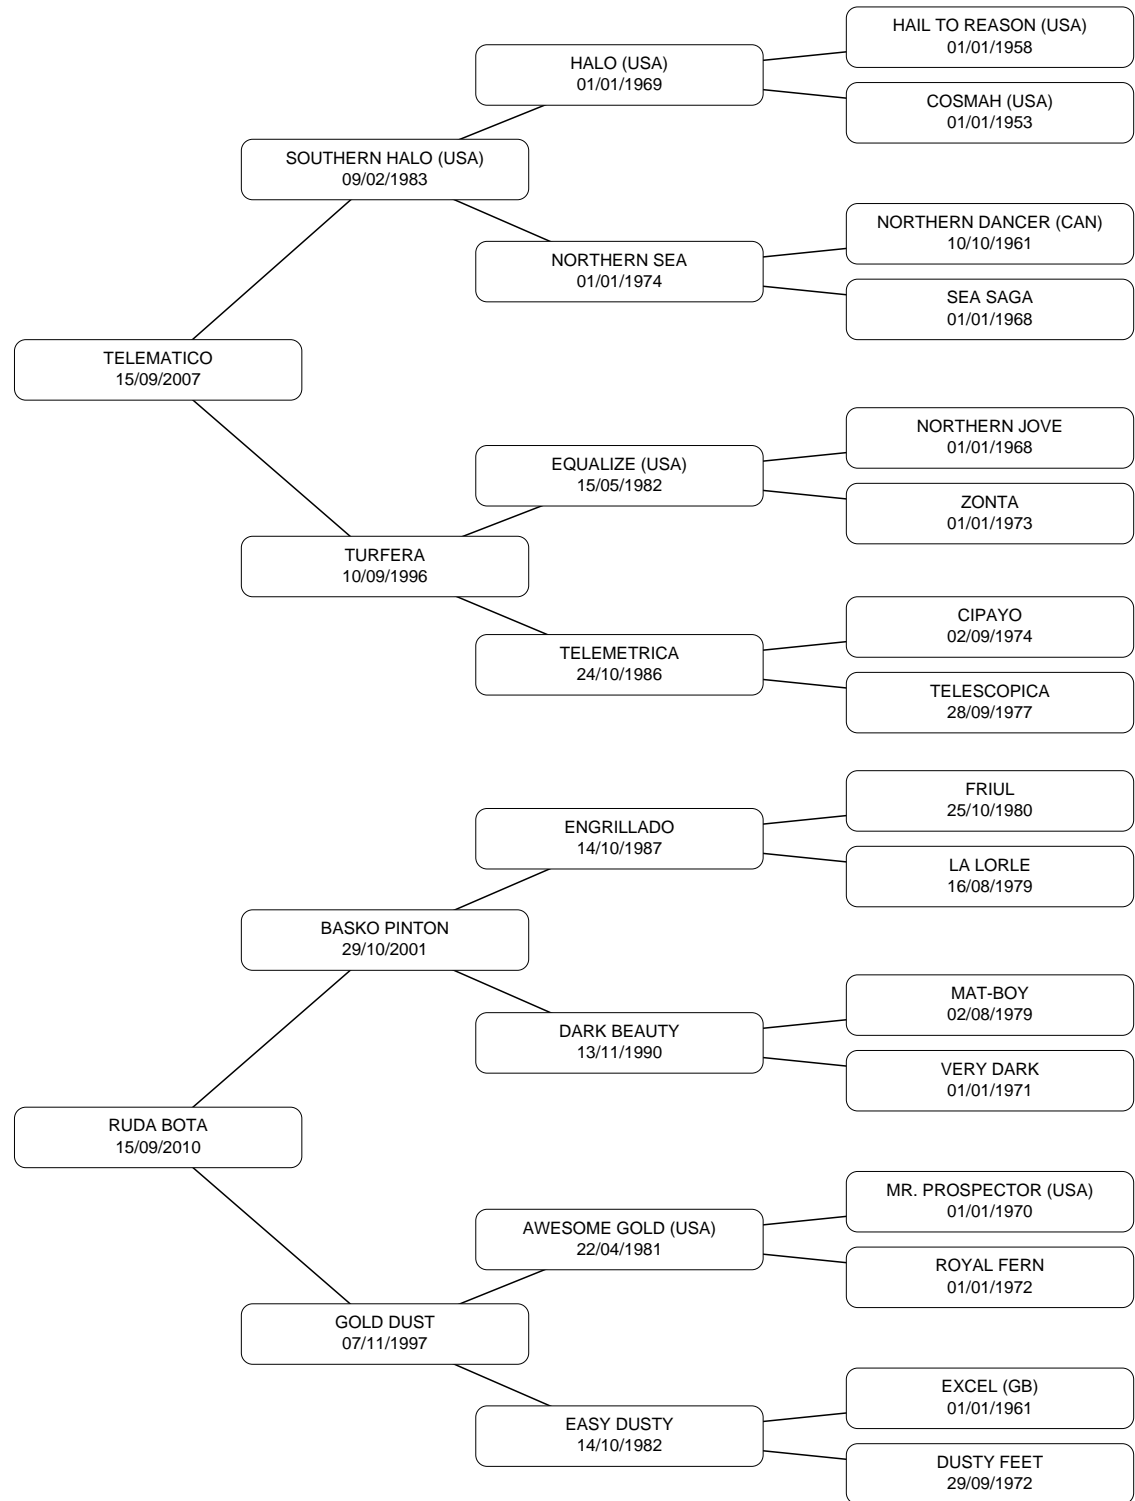 HAIL TO REASON (USA)
01/01/1958
HALO (USA)
01/01/1969
COSMAH (USA)
01/01/1953
SOUTHERN HALO (USA)
09/02/1983
NORTHERN DANCER (CAN)
10/10/1961
NORTHERN SEA
01/01/1974
SEA SAGA
01/01/1968
TELEMATICO
15/09/2007
NORTHERN JOVE
01/01/1968
EQUALIZE (USA)
15/05/1982
ZONTA
01/01/1973
TURFERA
10/09/1996
CIPAYO
02/09/1974
TELEMETRICA
24/10/1986
TELESCOPICA
28/09/1977
FRIUL
25/10/1980
ENGRILLADO
14/10/1987
LA LORLE
16/08/1979
BASKO PINTON
29/10/2001
MAT-BOY
02/08/1979
DARK BEAUTY
13/11/1990
VERY DARK
01/01/1971
RUDA BOTA
15/09/2010
MR. PROSPECTOR (USA)
01/01/1970
AWESOME GOLD (USA)
22/04/1981
ROYAL FERN
01/01/1972
GOLD DUST
07/11/1997
EXCEL (GB)
01/01/1961
EASY DUSTY
14/10/1982
DUSTY FEET
29/09/1972